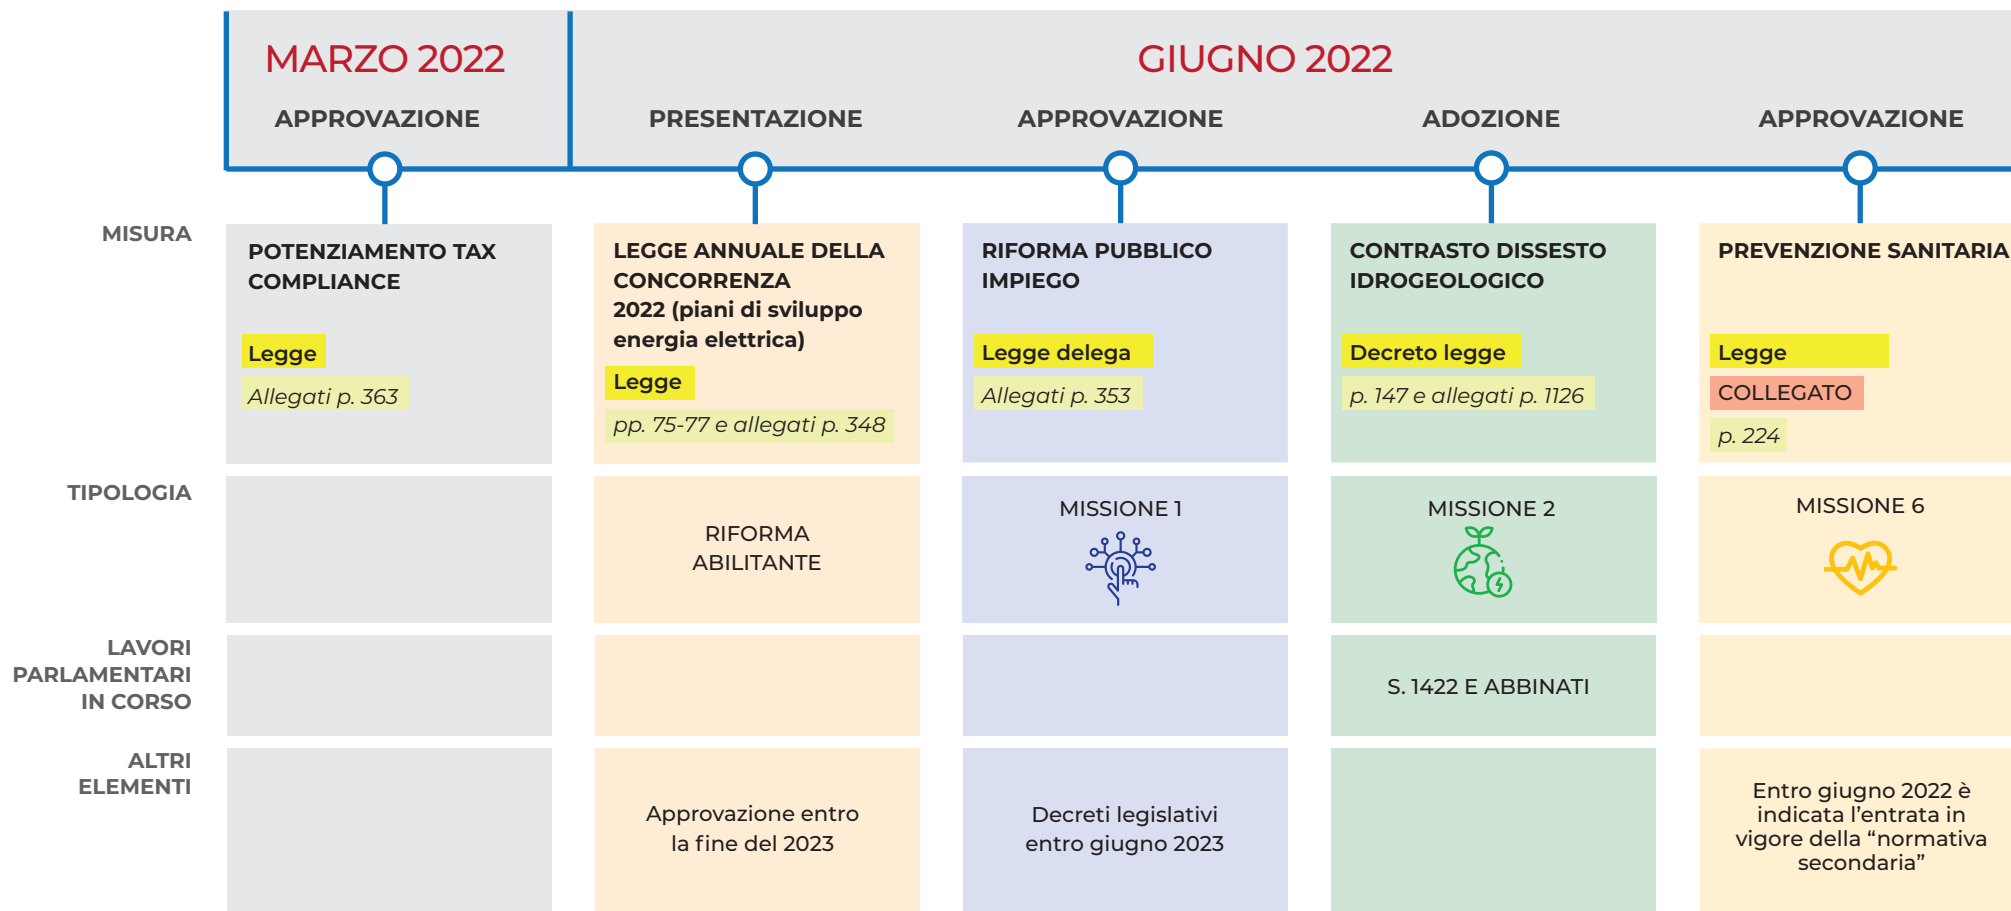 MARZO 2022
GIUGNO 2022
APPROVAZIONE
PRESENTAZIONE
APPROVAZIONE
ADOZIONE
APPROVAZIONE
MISURA
POTENZIAMENTO TAX
COMPLIANCE
Legge
Allegati p. 363
LEGGE ANNUALE DELLA
CONCORRENZA
2022 (piani di sviluppo
energia elettrica)
Legge
pp. 75-77 e allegati p. 348
RIFORMA PUBBLICO
IMPIEGO
Legge delega
Allegati p. 353
CONTRASTO DISSESTO
IDROGEOLOGICO
Decreto legge
p. 147 e allegati p. 1126
PREVENZIONE SANITARIA
Legge
COLLEGATO
p. 224
TIPOLOGIA
RIFORMA
ABILITANTE
MISSIONE 1
MISSIONE 2
MISSIONE 6
LAVORI
PARLAMENTARI
IN CORSO
S. 1422 E ABBINATI
ALTRI
ELEMENTI
Approvazione entro
la fine del 2023
Decreti legislativi
entro giugno 2023
Entro giugno 2022 è
indicata l’entrata in
vigore della “normativa
secondaria”